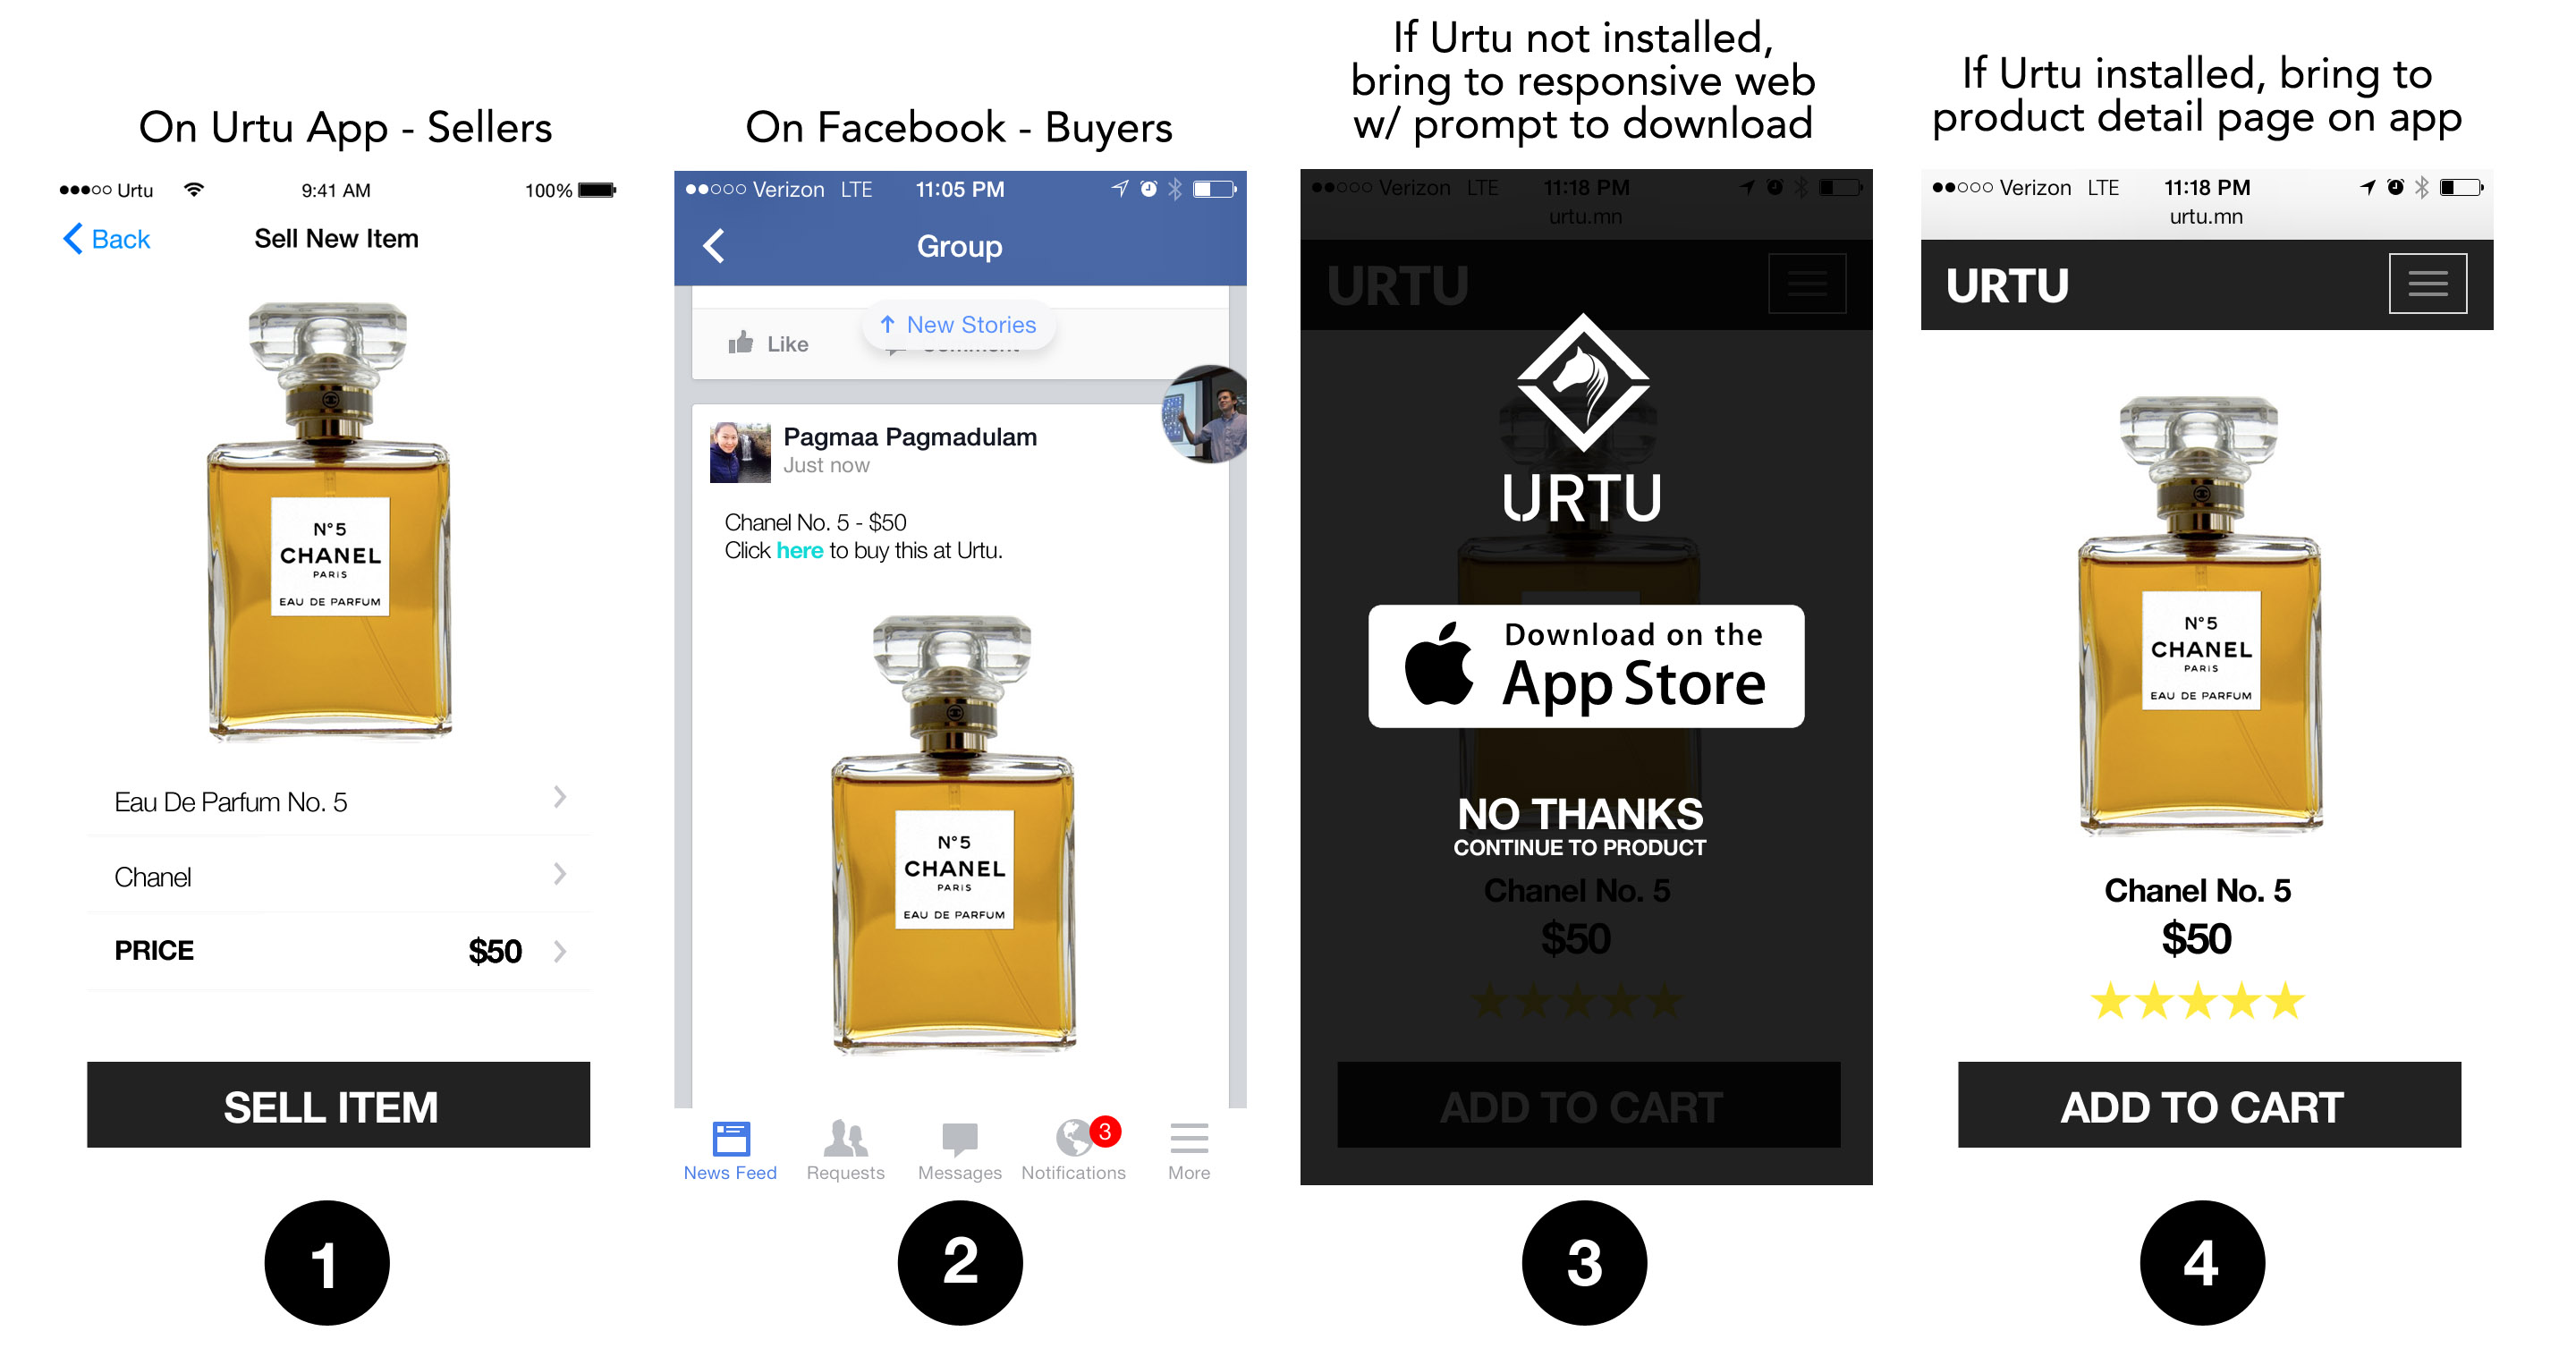 On Urtu App - Sellers
Urtu 9:41 AM 100%
Back Sell New Item
N°5
CHANEL
PARIS
EAU DE PARFUM
Eau De Parfum No. 5
Chanel
PRICE $50
SELL ITEM
1
On Facebook - Buyers
Verizon LTE 11:05 PM
Group
New Stories
Like
Pagmaa Pagmadulam
Just now
Chanel No. 5 - $50
Click here to buy this at Urtu.
N°5
CHANEL
PARIS
EAU DE PARFUM
3
News Feed Requests Messages Notifications More
2
If Urtu not installed,
bring to responsive web
w/ prompt to download
Verizon LTE 11:18 PM
urtu.mn
URTU
URTU
Download on the
App Store
NO THANKS
CONTINUE TO PRODUCT
Chanel No. 5
$50
ADD TO CART
3
If Urtu installed, bring to
product detail page on app
Verizon LTE 11:18 PM
urtu.mn
URTU
N°5
CHANEL
PARIS
EAU DE PARFUM
Chanel No. 5
$50
ADD TO CART
4